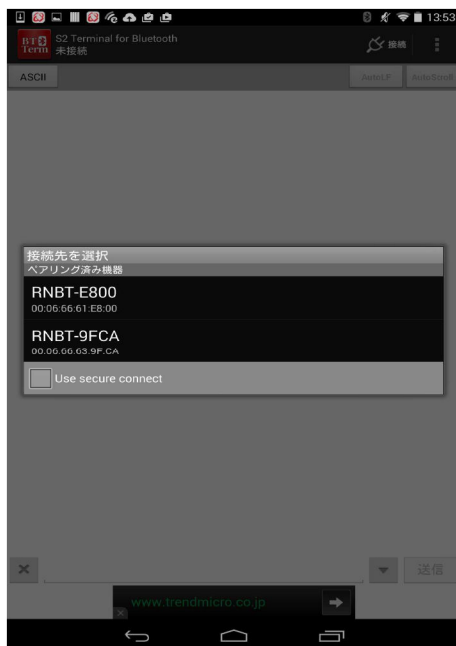 13:53
BT
Term
S2 Terminal for Bluetooth
未接続
接続
ASCII
AutoLF
AutoScroll
接続先を選択
ペアリング済み機器
RNBT-E800
00:06:66:61:E8:00
RNBT-9FCA
00:06:66:63:9F:CA
Use secure connect
送信
www.trendmicro.co.jp